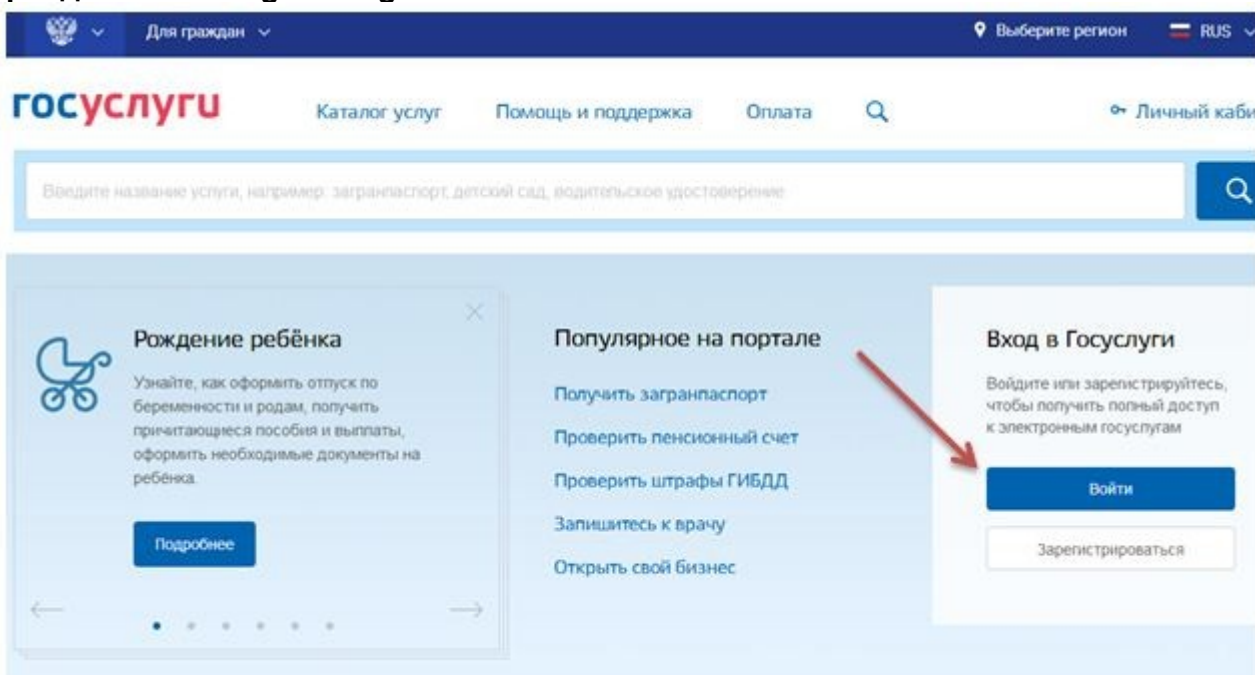 Для граждан
Выберите регион
RUS
госуслуги
Каталог услуг
Помощь и поддержка
Оплата
Личный каби
Введите название услуги, например: загранпаспорт, детский сад, водительское удостоверение
Рождение ребёнка
Узнайте, как оформить отпуск по
беременности и родам, получить
причитающиеся пособия и выплаты,
оформить необходимые документы на
ребёнка.
Подробнее
Популярное на портале
Получить загранпаспорт
Проверить пенсионный счет
Проверить штрафы ГИБДД
Запишитесь к врачу
Открыть свой бизнес
Вход в Госуслуги
Войдите или зарегистрируйтесь,
чтобы получить полный доступ
к электронным госуслугам
Войти
Зарегистрироваться